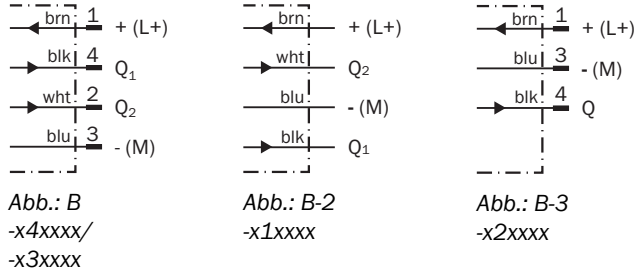 brn 1 + (L+)
blk 4 Q1
wht 2 Q2
blu 3 - (M)
Abb.: B
-x4xxxx/
-x3xxxx
brn + (L+)
wht Q2
blu - (M)
blk Q1
Abb.: B-2
-x1xxxx
brn 1 + (L+)
blu 3 - (M)
blk 4 Q
Abb.: B-3
-x2xxxx